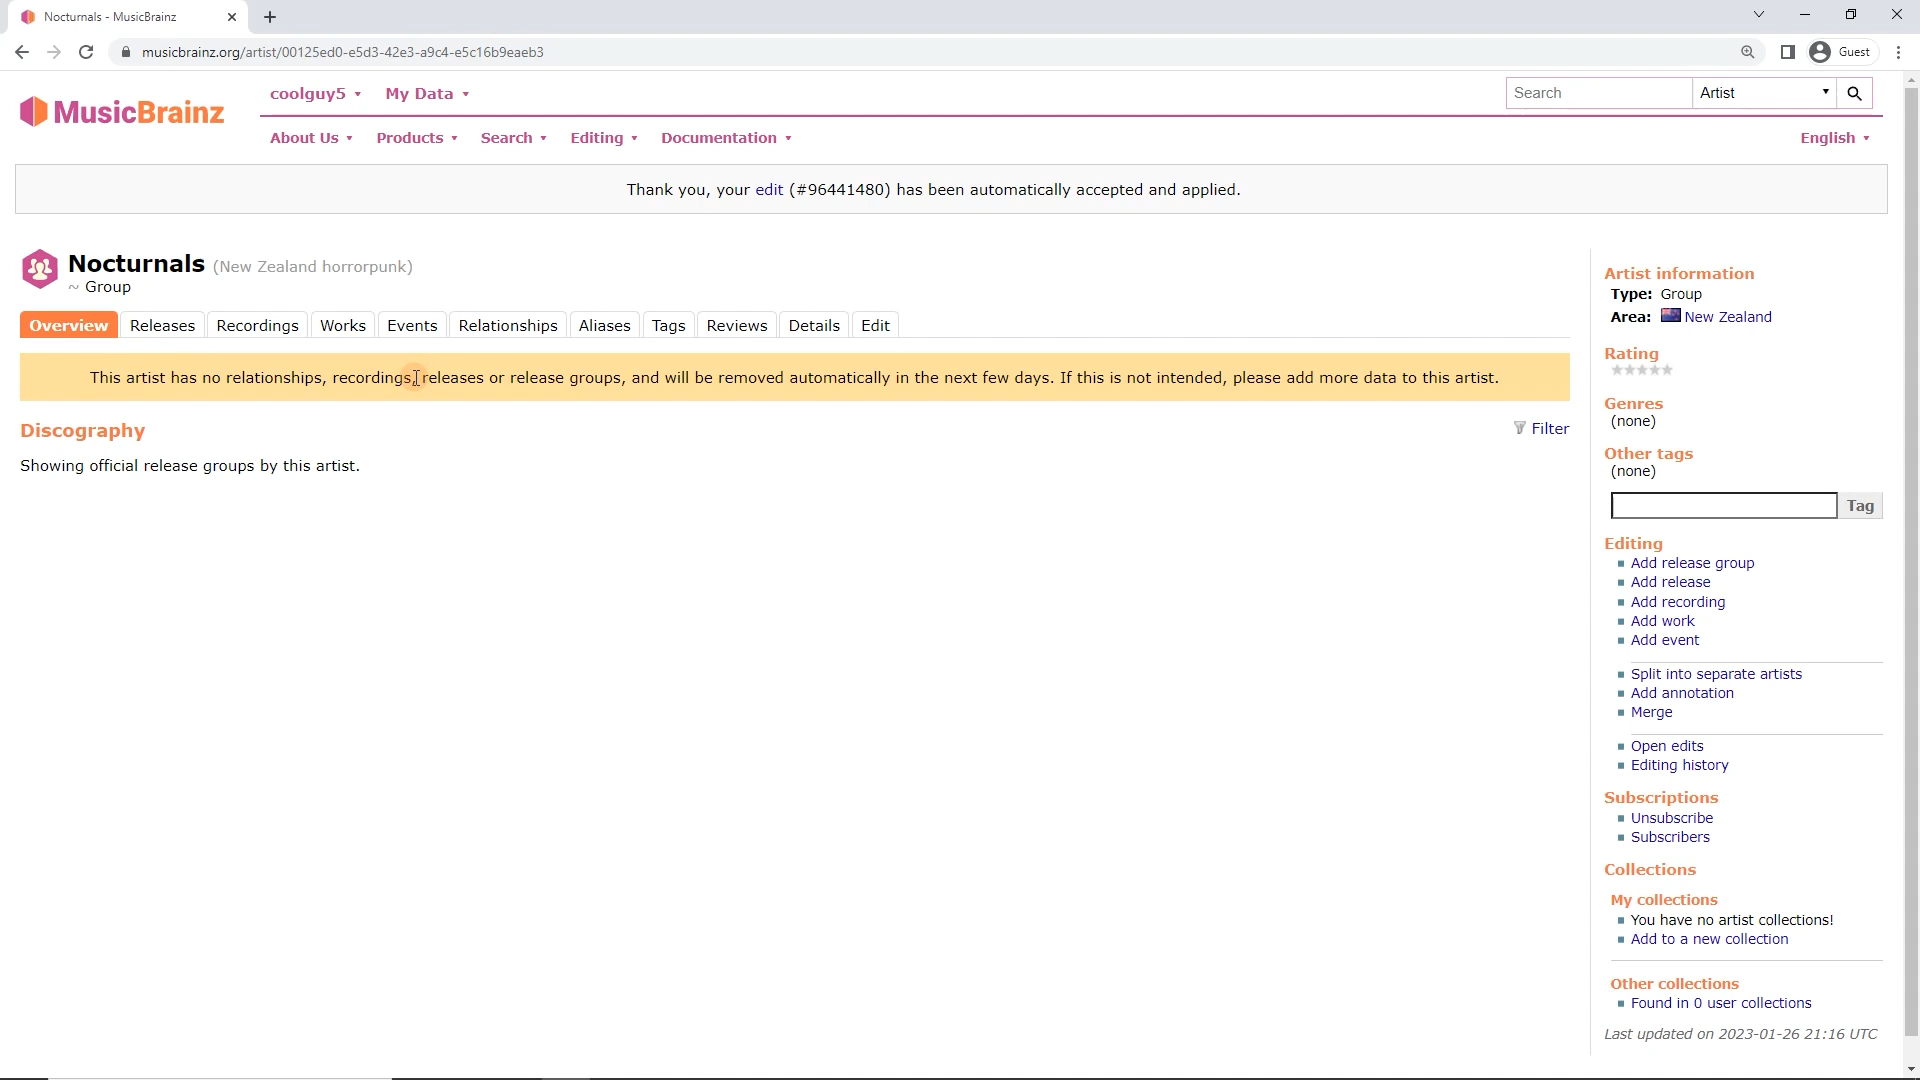 Nocturnals - MusicBrainz
musicbrainz.org/artist/00125ed0-e5d3-42e3-a9c4-e5c16b9eaeb3
Guest
MusicBrainz
coolguy5 My Data
Search Artist
About Us Products Search Editing Documentation
English
Thank you, your edit (#96441480) has been automatically accepted and applied.
Nocturnals (New Zealand horrorpunk)
~ Group
Overview Releases Recordings Works Events Relationships Aliases Tags Reviews Details Edit
This artist has no relationships, recordings, releases or release groups, and will be removed automatically in the next few days. If this is not intended, please add more data to this artist.
Discography
Filter
Showing official release groups by this artist.
Artist information
Type: Group
Area: New Zealand
Rating
Genres
(none)
Other tags
(none)
Tag
Editing
Add release group
Add release
Add recording
Add work
Add event
Split into separate artists
Add annotation
Merge
Open edits
Editing history
Subscriptions
Unsubscribe
Subscribers
Collections
My collections
You have no artist collections!
Add to a new collection
Other collections
Found in 0 user collections
Last updated on 2023-01-26 21:16 UTC